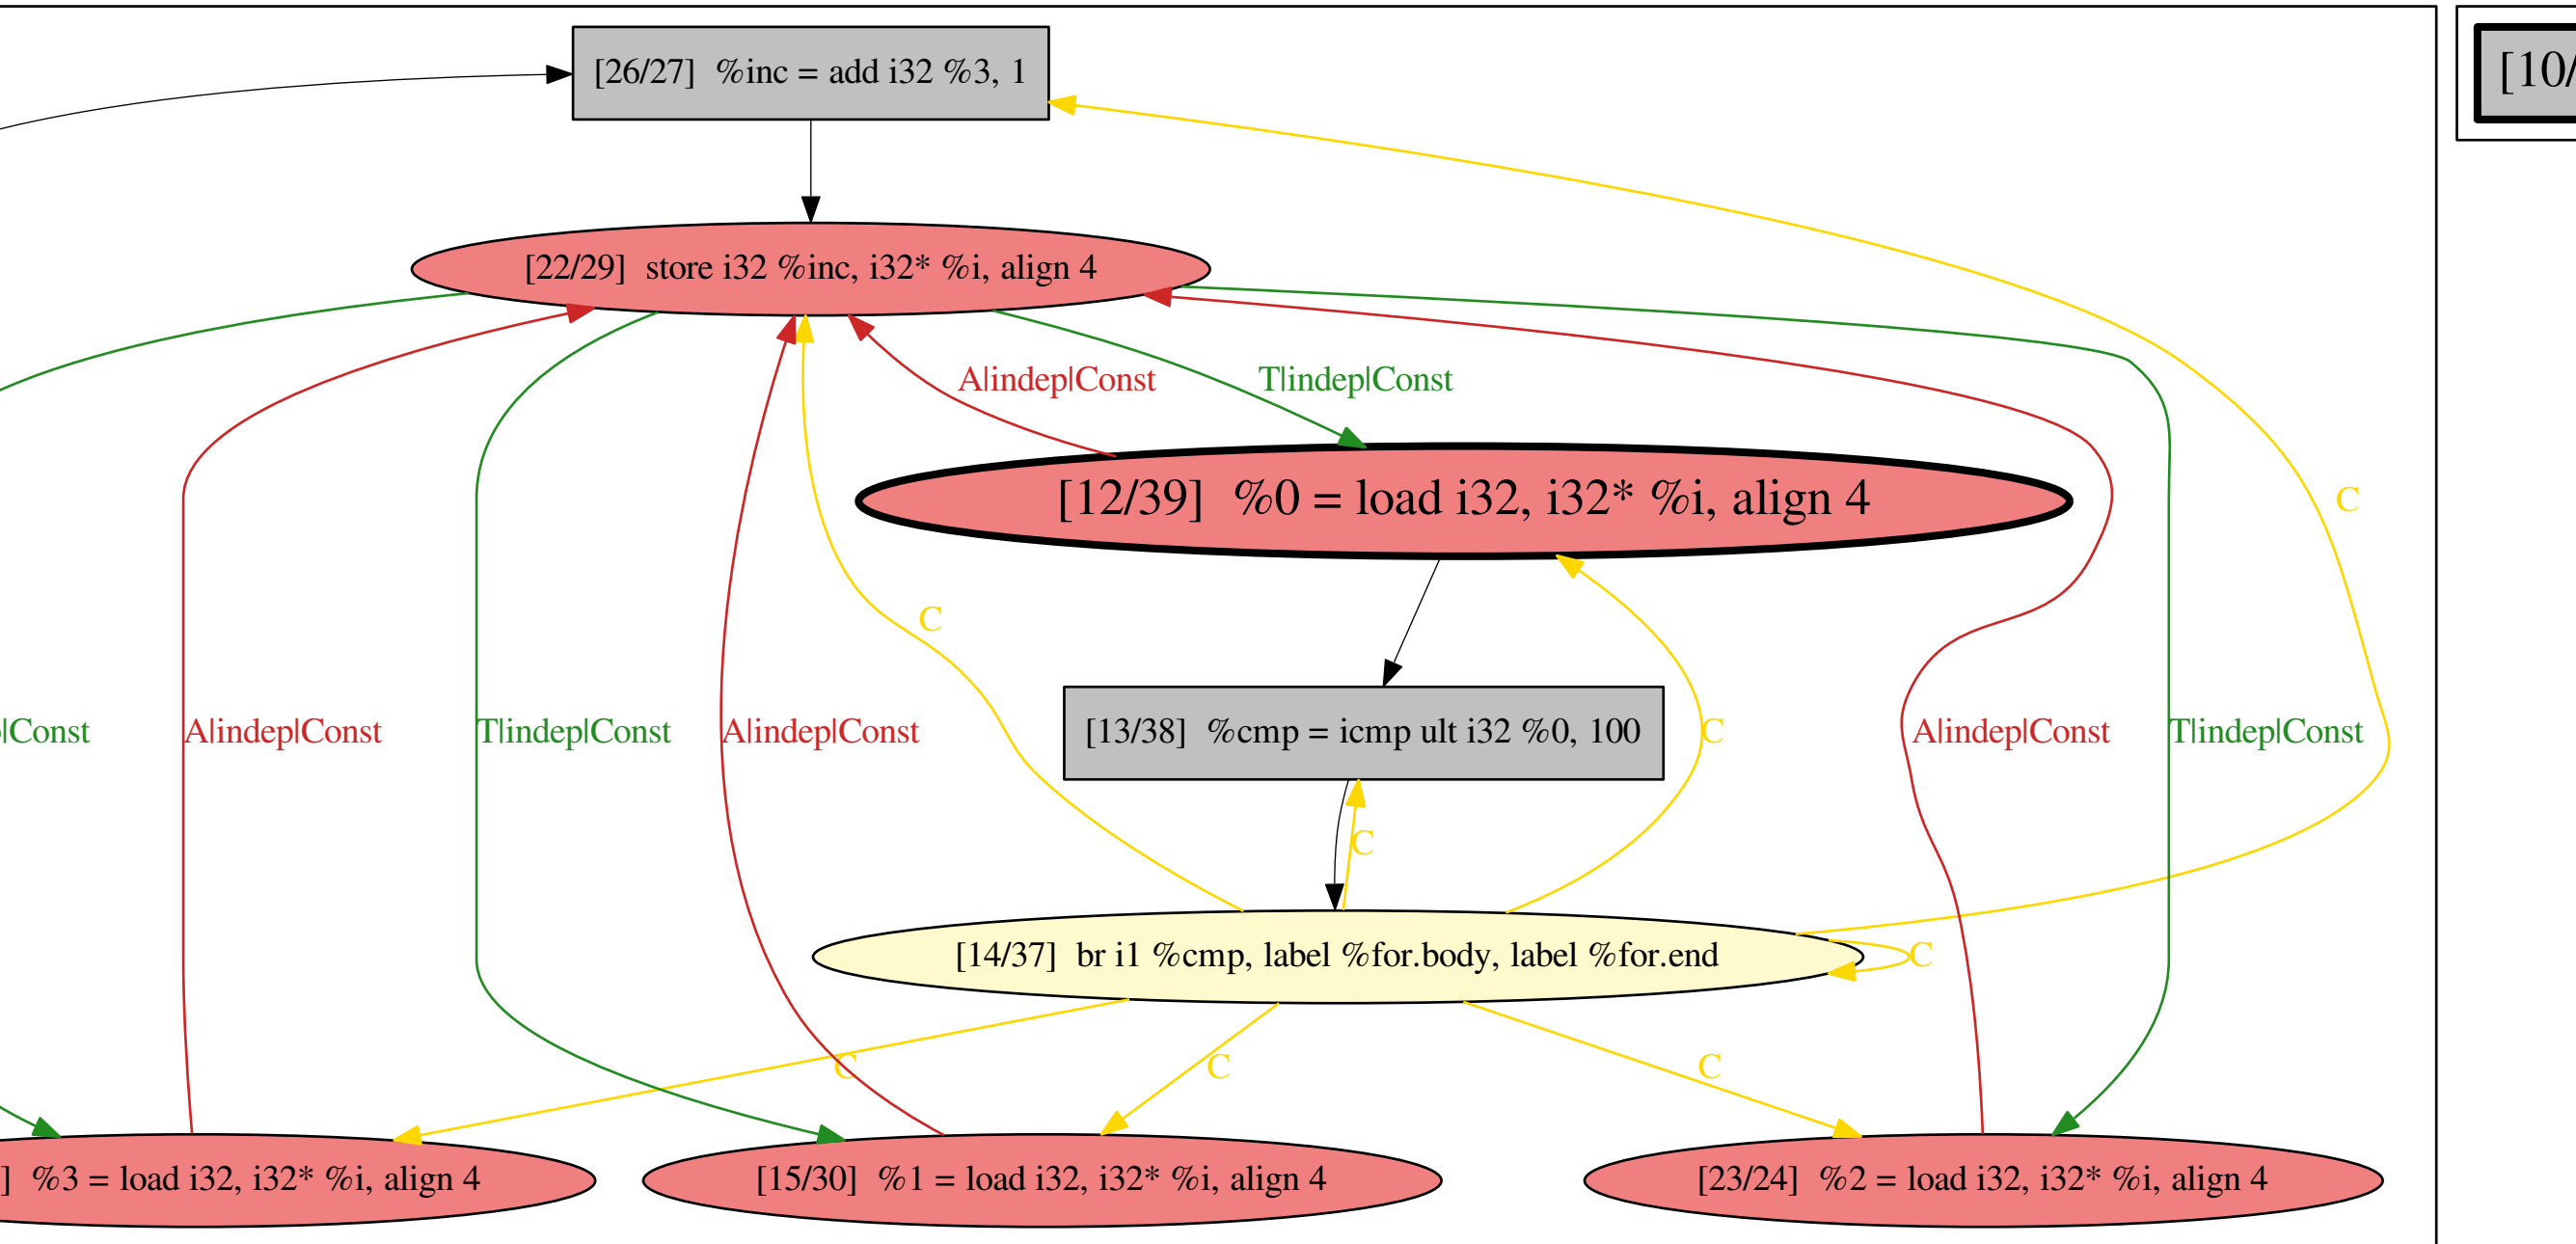 [26/27]  %inc = add i32 %3, 1
[10/
[22/29]  store i32 %inc, i32* %i, align 4
A|indep|Const
T|indep|Const
[12/39]  %0 = load i32, i32* %i, align 4
C
C
|Const
A|indep|Const
T|indep|Const
A|indep|Const
[13/38]  %cmp = icmp ult i32 %0, 100
C
A|indep|Const
T|indep|Const
C
[14/37]  br i1 %cmp, label %for.body, label %for.end
C
C
C
C
]  %3 = load i32, i32* %i, align 4
[15/30]  %1 = load i32, i32* %i, align 4
[23/24]  %2 = load i32, i32* %i, align 4